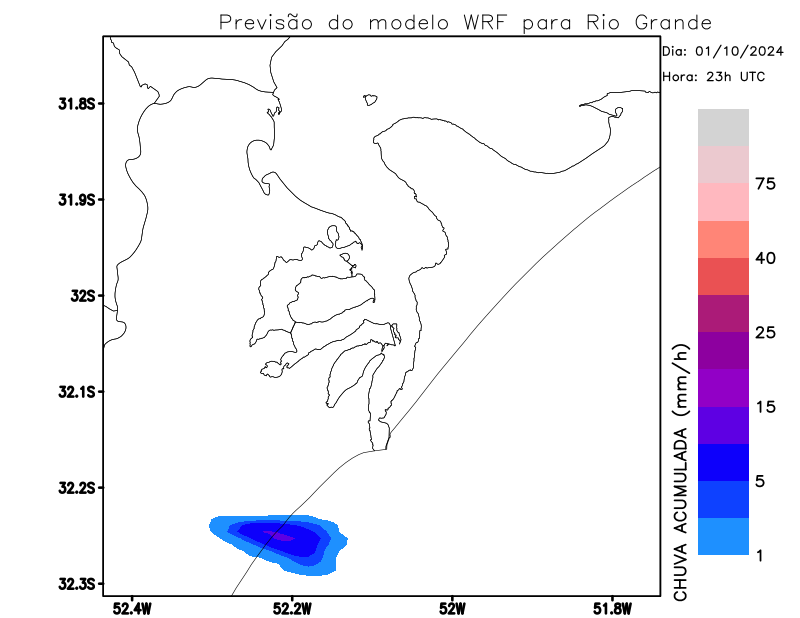 Previsão do modelo WRF para Rio Grande
Dia: 01/10/2024
Hora: 23h UTC
31.8S
31.9S
32S
32.1S
32.2S
32.3S
52.4W
52.2W
52W
51.8W
75
40
25
15
5
1
CHUVA ACUMULADA (mm/h)